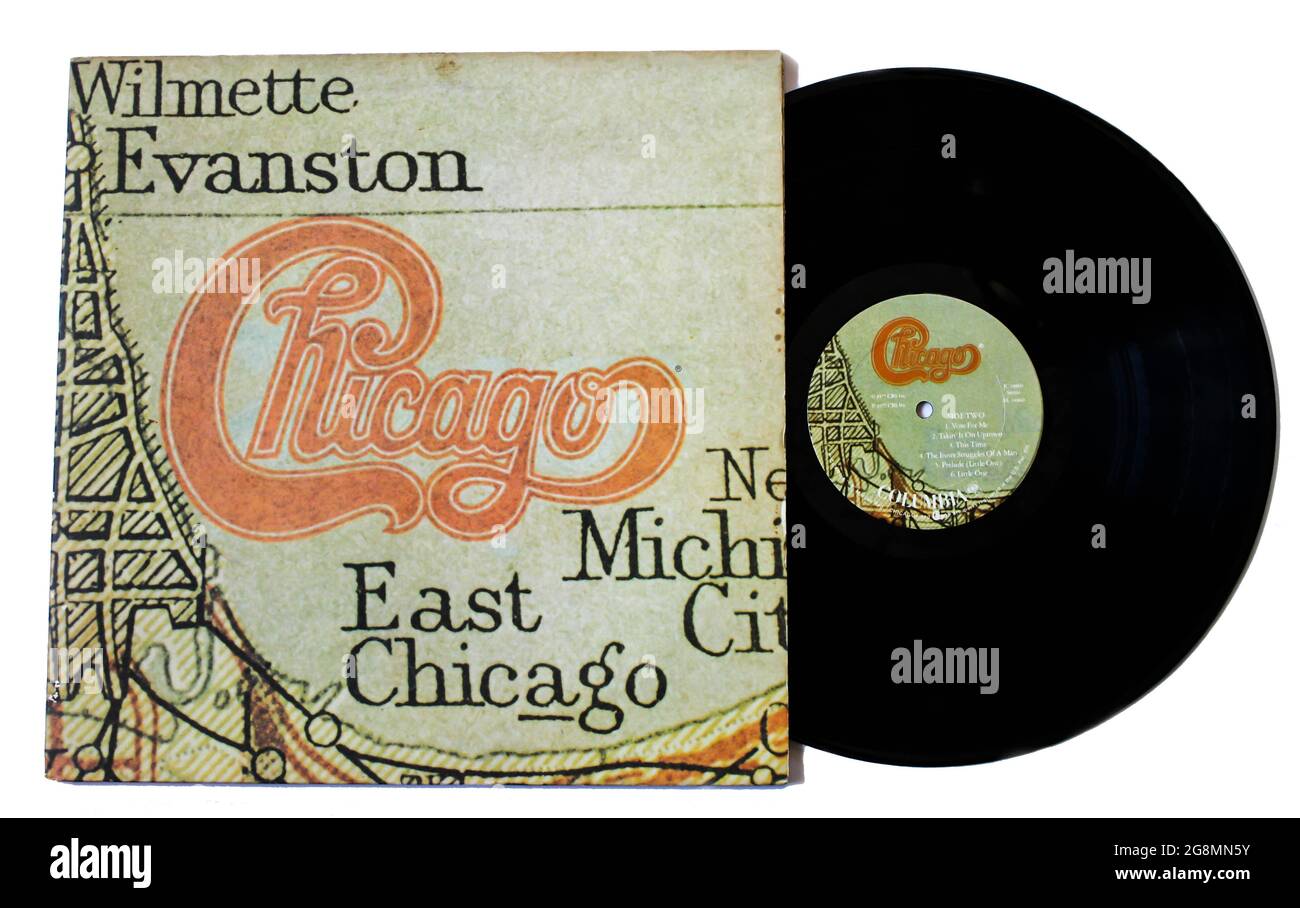 Wilmette
Evanston
Chicago
®
Ne
Michi
Cit
East
Chicago
Chicago
SIDE TWO
1. Vote For Me
2. Takin' It On Uptown
3. This Time
4. The Inner Struggles Of A Man
5. Prelude (Little One)
6. Little One
COLUMBIA
alamy
alamy
a
a
a
a
a
alamy
alamy
Image ID: 2G8MN5Y
www.alamy.com